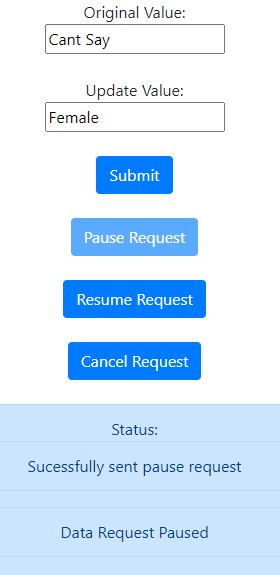 Original Value:
Cant Say
Update Value:
Female
Submit
Pause Request
Resume Request
Cancel Request
Status:
Sucessfully sent pause request
Data Request Paused